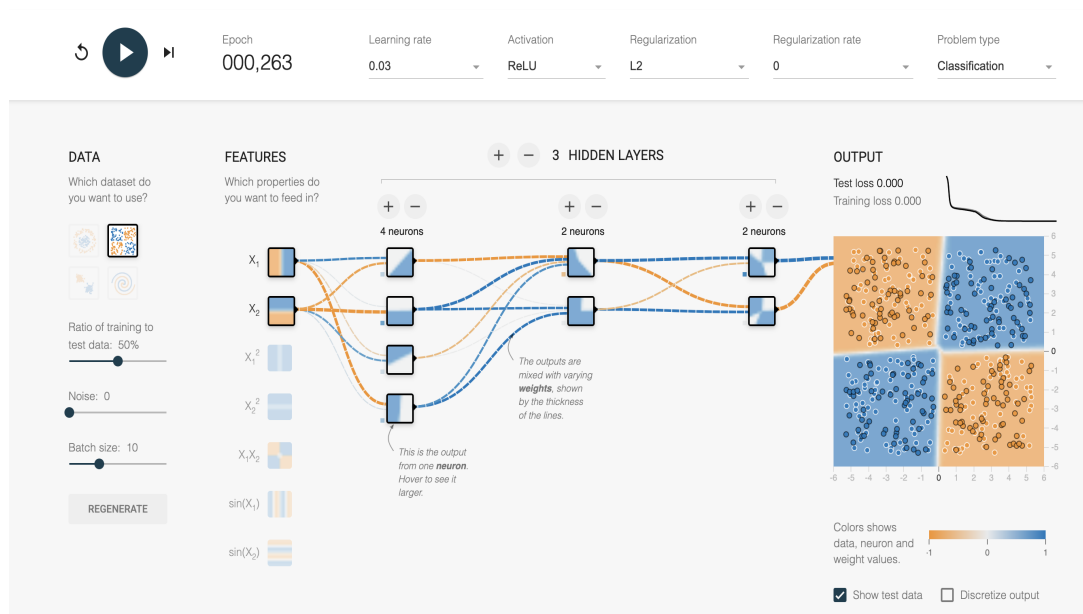 Epoch
000,263
Learning rate
0.03
Activation
ReLU
Regularization
L2
Regularization rate
0
Problem type
Classification
DATA
Which dataset do
you want to use?
Ratio of training to
test data: 50%
Noise: 0
Batch size: 10
REGENERATE
FEATURES
Which properties do
you want to feed in?
X1
X2
X1²
X2²
X1X2
sin(X1)
sin(X2)
+ − 3 HIDDEN LAYERS
+ −
4 neurons
+ −
2 neurons
+ −
2 neurons
This is the output
from one neuron.
Hover to see it
larger.
The outputs are
mixed with varying
weights, shown
by the thickness
of the lines.
OUTPUT
Test loss 0.000
Training loss 0.000
6
5
4
3
2
1
0
-1
-2
-3
-4
-5
-6
-6 -5 -4 -3 -2 -1 0 1 2 3 4 5 6
Colors shows
data, neuron and
weight values.
-1 0 1
Show test data
Discretize output